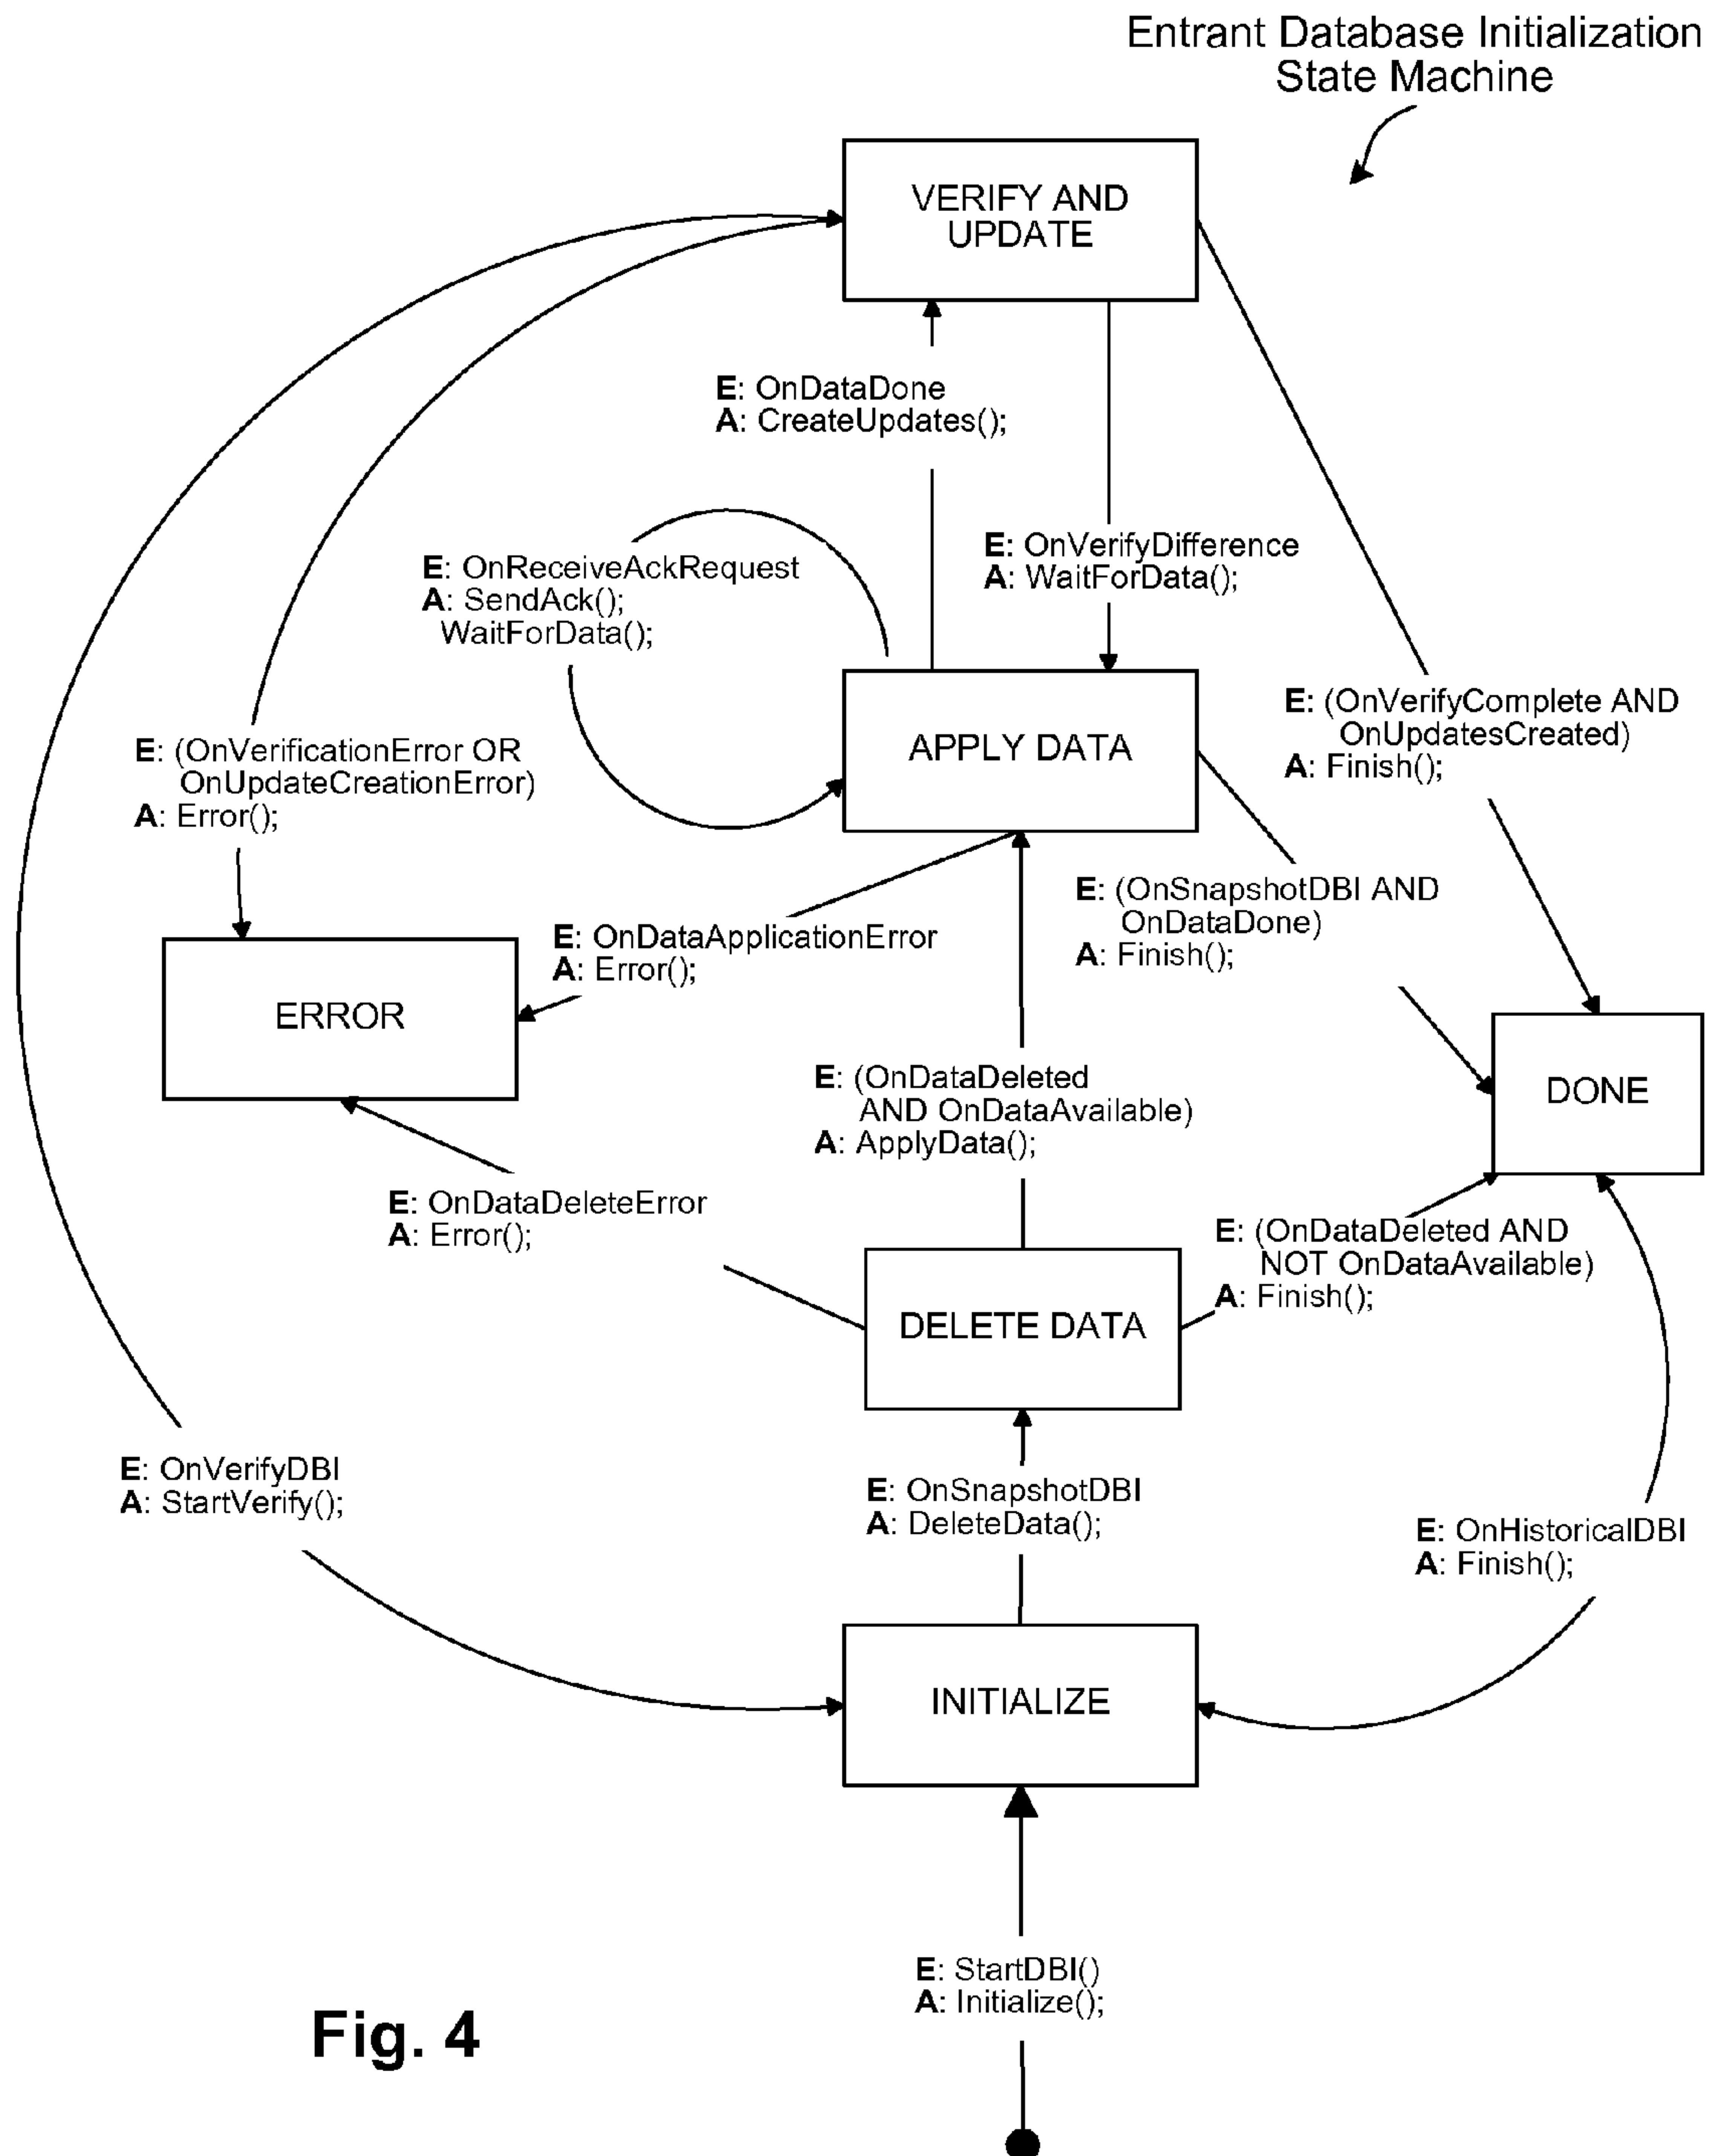 Entrant Database Initialization
State Machine
VERIFY AND
UPDATE
E: OnDataDone
A: CreateUpdates();
E: OnVerifyDifference
A: WaitForData();
E: OnReceiveAckRequest
A: SendAck();
WaitForData();
E: (OnVerifyComplete AND
OnUpdatesCreated)
A: Finish();
E: (OnVerificationError OR
OnUpdateCreationError)
A: Error();
APPLY DATA
E: (OnSnapshotDBI AND
OnDataDone)
A: Finish();
E: OnDataApplicationError
A: Error();
ERROR
DONE
E: (OnDataDeleted
AND OnDataAvailable)
A: ApplyData();
E: OnDataDeleteError
A: Error();
E: (OnDataDeleted AND
NOT OnDataAvailable)
A: Finish();
DELETE DATA
E: OnVerifyDBI
A: StartVerify();
E: OnSnapshotDBI
A: DeleteData();
E: OnHistoricalDBI
A: Finish();
INITIALIZE
E: StartDBI()
A: Initialize();
Fig. 4